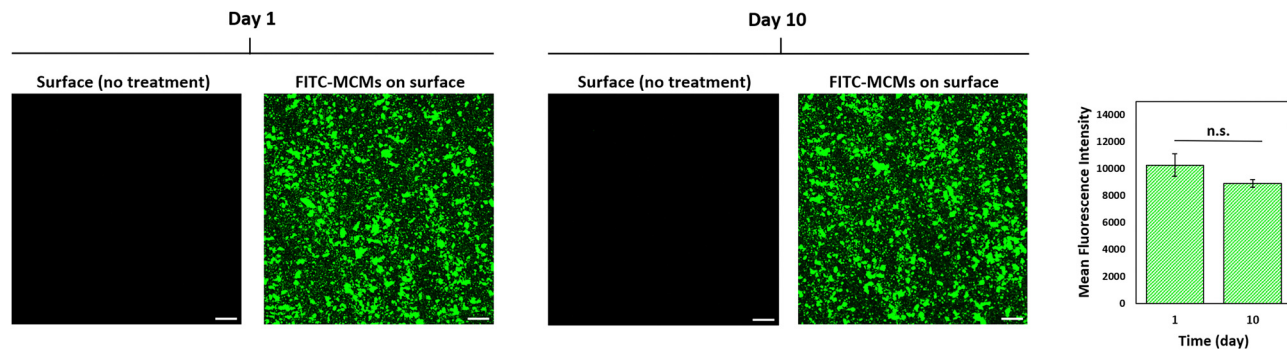 Day 1
Day 10
Surface (no treatment)
FITC-MCMs on surface
Surface (no treatment)
FITC-MCMs on surface
Mean Fluorescence Intensity
14000
12000
10000
8000
6000
4000
2000
0
n.s.
1
10
Time (day)